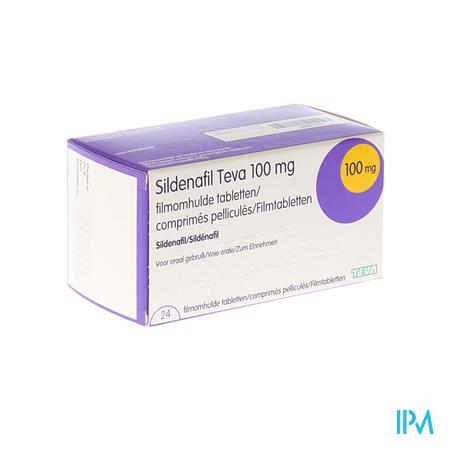 Sildenafil Teva 100 mg
filmomhulde tabletten/
comprimés pelliculés/Filmtabletten
Sildenafil/Sildénafil
Voor oraal gebruik/Voie orale/Zum Einnehmen
100 mg
TEVA
24 filmomhulde tabletten/comprimés pelliculés/Filmtabletten
IPM